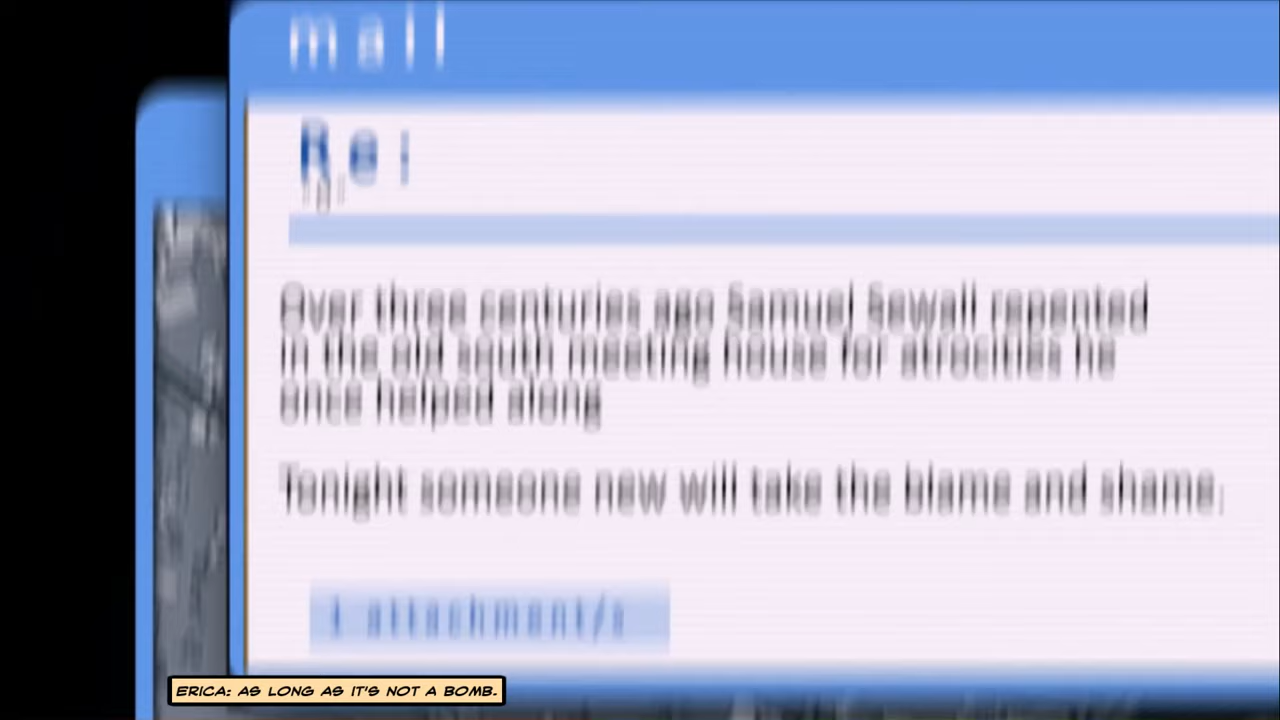 mail
Re:
Over three centuries ago Samuel Sewall repented
in the old south meeting house for atrocities he
once helped along
Tonight someone new will take the blame and shame.
1 attachment/s
ERICA: AS LONG AS IT'S NOT A BOMB.